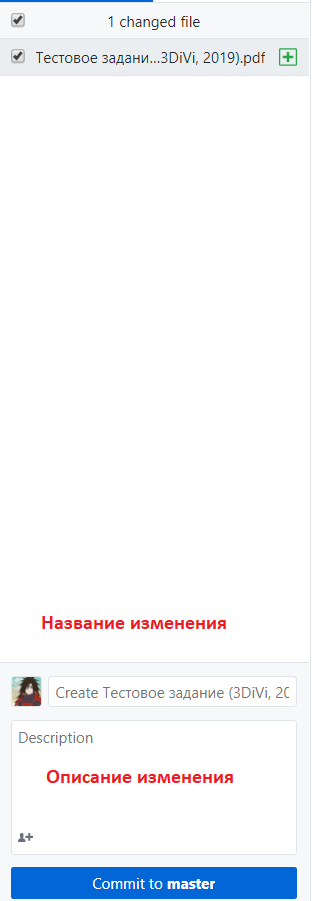 1 changed file
Тестовое задани...3DiVi, 2019).pdf
Название изменения
Create Тестовое задание (3DiVi, 20
Description
Описание изменения
Commit to master